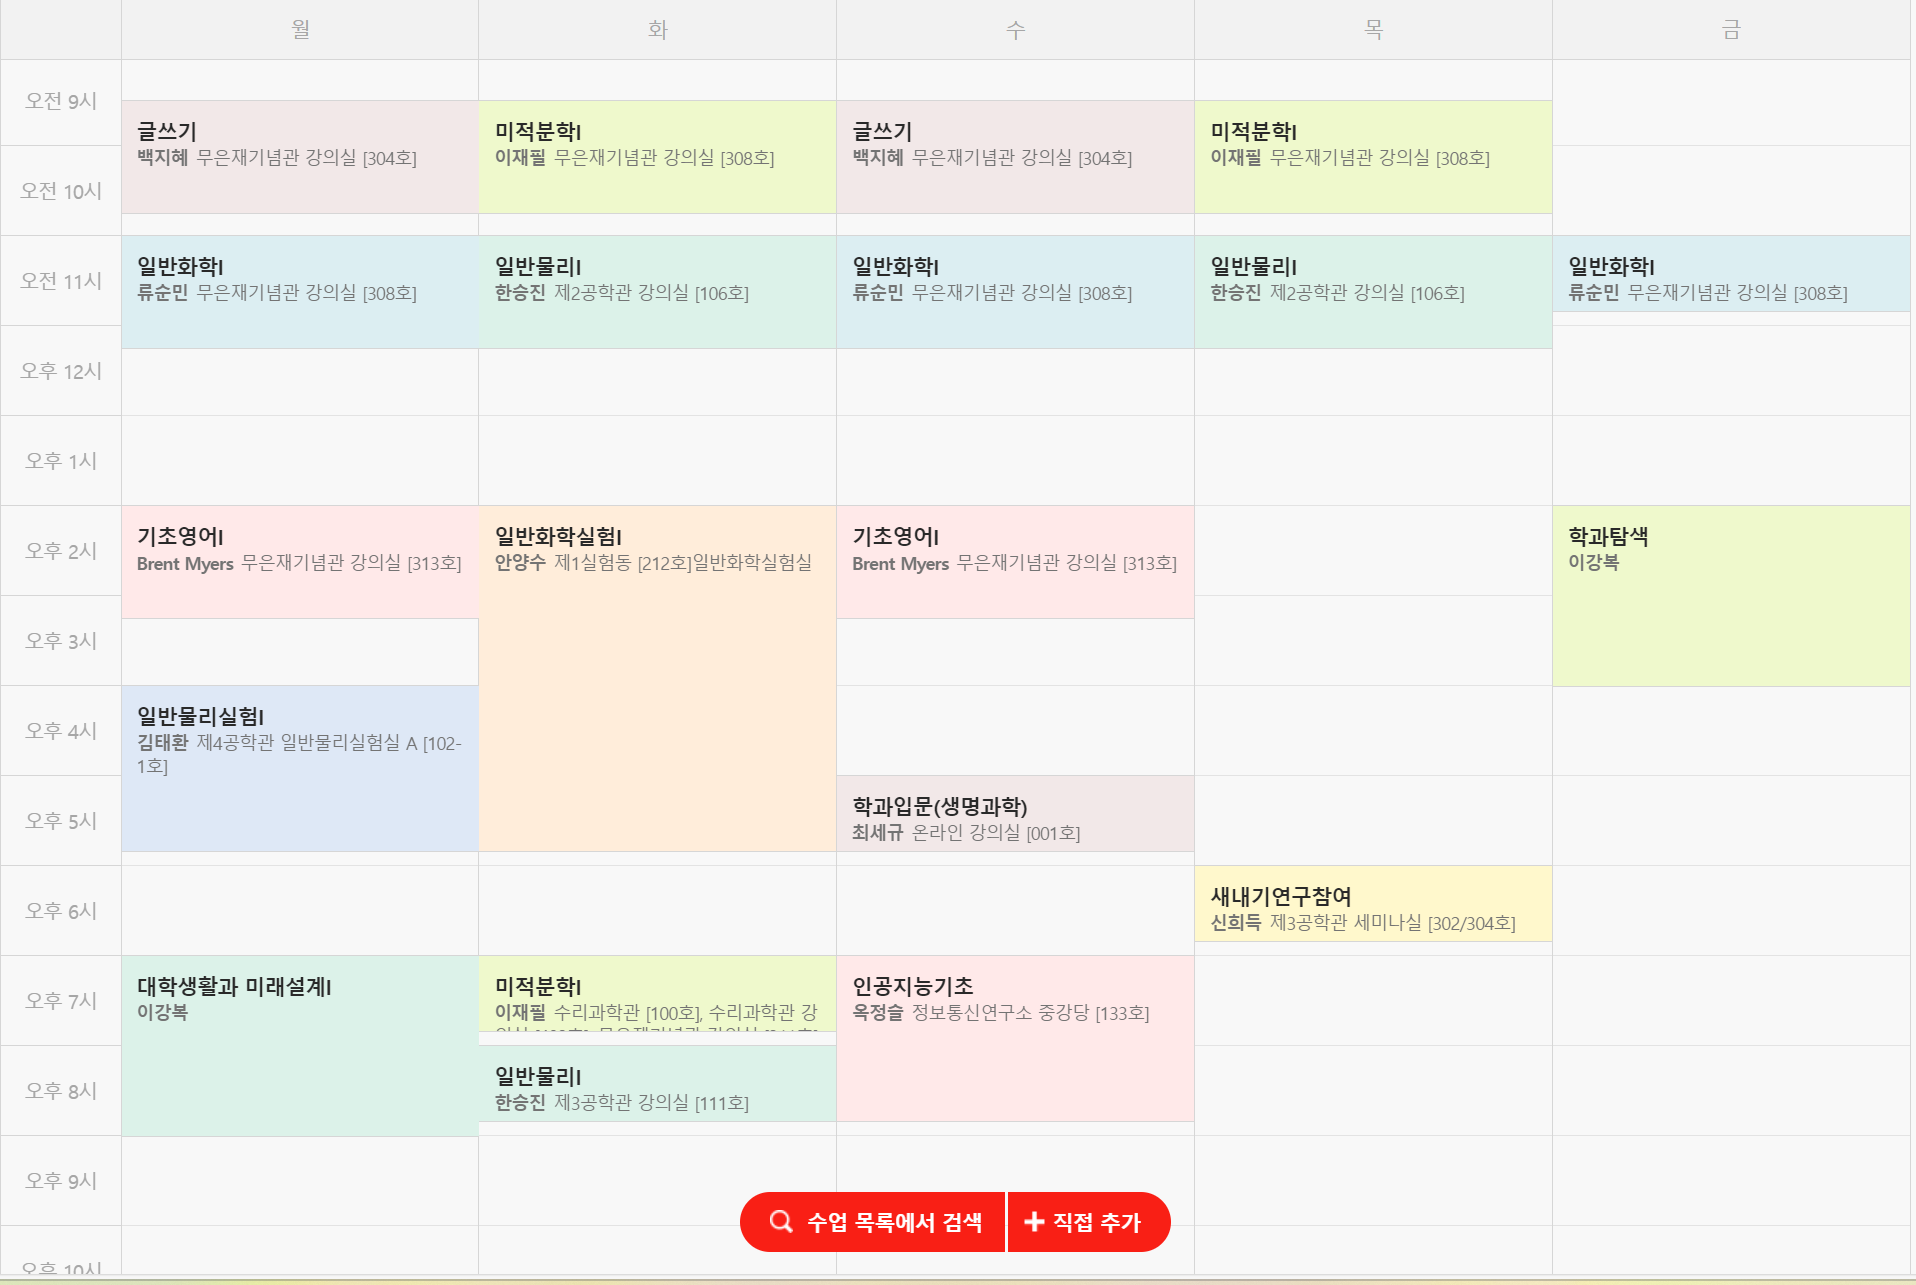 월 화 수 목 금
오전 9시
글쓰기
백지혜 무은재기념관 강의실 [304호]
미적분학I
이재필 무은재기념관 강의실 [308호]
글쓰기
백지혜 무은재기념관 강의실 [304호]
미적분학I
이재필 무은재기념관 강의실 [308호]
오전 10시
오전 11시
일반화학I
류순민 무은재기념관 강의실 [308호]
일반물리I
한승진 제2공학관 강의실 [106호]
일반화학I
류순민 무은재기념관 강의실 [308호]
일반물리I
한승진 제2공학관 강의실 [106호]
일반화학I
류순민 무은재기념관 강의실 [308호]
오후 12시
오후 1시
오후 2시
기초영어I
Brent Myers 무은재기념관 강의실 [313호]
일반화학실험I
안양수 제1실험동 [212호]일반화학실험실
기초영어I
Brent Myers 무은재기념관 강의실 [313호]
학과탐색
이강복
오후 3시
오후 4시
일반물리실험I
김태환 제4공학관 일반물리실험실 A [102-
1호]
오후 5시
학과입문(생명과학)
최세규 온라인 강의실 [001호]
오후 6시
새내기연구참여
신희득 제3공학관 세미나실 [302/304호]
오후 7시
대학생활과 미래설계I
이강복
미적분학I
이재필 수리과학관 [100호], 수리과학관 강
인공지능기초
옥정슬 정보통신연구소 중강당 [133호]
오후 8시
일반물리I
한승진 제3공학관 강의실 [111호]
오후 9시
수업 목록에서 검색
직접 추가
오후 10시